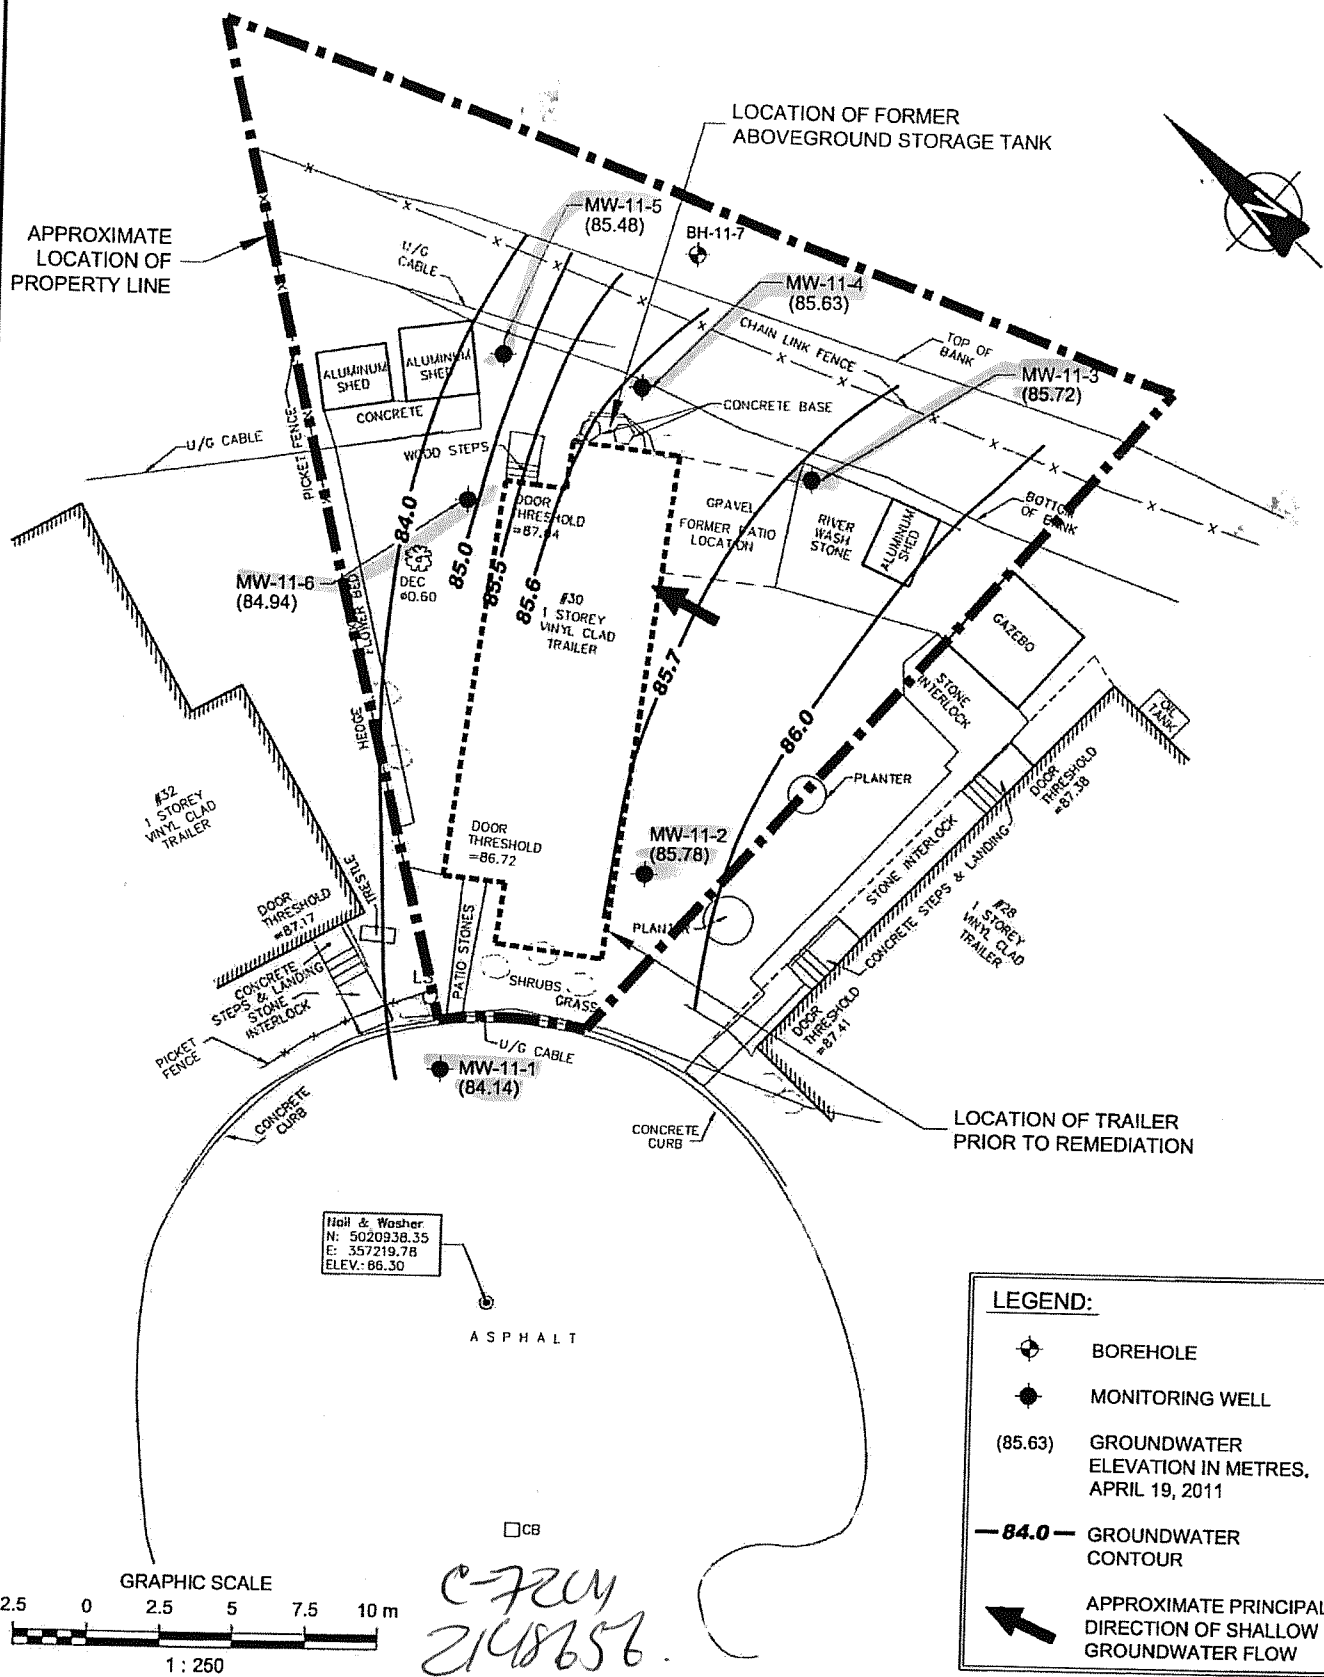 LOCATION OF FORMER
ABOVEGROUND STORAGE TANK
N
MW-11-5
(85.48)
BH-11-7
APPROXIMATE
LOCATION OF
PROPERTY LINE
U/G
CABLE
MW-11-4
(85.63)
CHAIN LINK FENCE
TOP OF
BANK
MW-11-3
(85.72)
ALUMINUM
SHED
ALUMINUM
SHED
CONCRETE
CONCRETE BASE
U/G CABLE
PICKET FENCE
WOOD STEPS
DOOR
THRESHOLD
=87.04
GRAVEL
FORMER PATIO
LOCATION
RIVER
WASH
STONE
ALUMINUM
SHED
BOTTOM
OF BANK
84.0
85.0
85.5
85.6
85.7
86.0
MW-11-6
(84.94)
DEC
ø0.60
FLOWER BED
HEDGE
#30
1 STOREY
VINYL CLAD
TRAILER
GAZEBO
STONE
INTERLOCK
OIL
TANK
PLANTER
DOOR
THRESHOLD
=87.38
#32
1 STOREY
VINYL CLAD
TRAILER
DOOR
THRESHOLD
=86.72
MW-11-2
(85.78)
STONE INTERLOCK
CONCRETE STEPS & LANDING
#28
1 STOREY
VINYL CLAD
TRAILER
TRESTLE
DOOR
THRESHOLD
=87.17
PLANTER
PATIO STONES
LS
SHRUBS
GRASS
CONCRETE
STEPS & LANDING
STONE
INTERLOCK
DOOR
THRESHOLD
=87.41
PICKET
FENCE
U/G CABLE
MW-11-1
(84.14)
CONCRETE
CURB
CONCRETE
CURB
LOCATION OF TRAILER
PRIOR TO REMEDIATION
Nail & Washer
N: 5020938.35
E: 357219.78
ELEV.: 86.30
ASPHALT
CB
LEGEND:
BOREHOLE
MONITORING WELL
(85.63) GROUNDWATER
ELEVATION IN METRES,
APRIL 19, 2011
84.0 GROUNDWATER
CONTOUR
APPROXIMATE PRINCIPAL
DIRECTION OF SHALLOW
GROUNDWATER FLOW
GRAPHIC SCALE
2.5 0 2.5 5 7.5 10 m
1 : 250